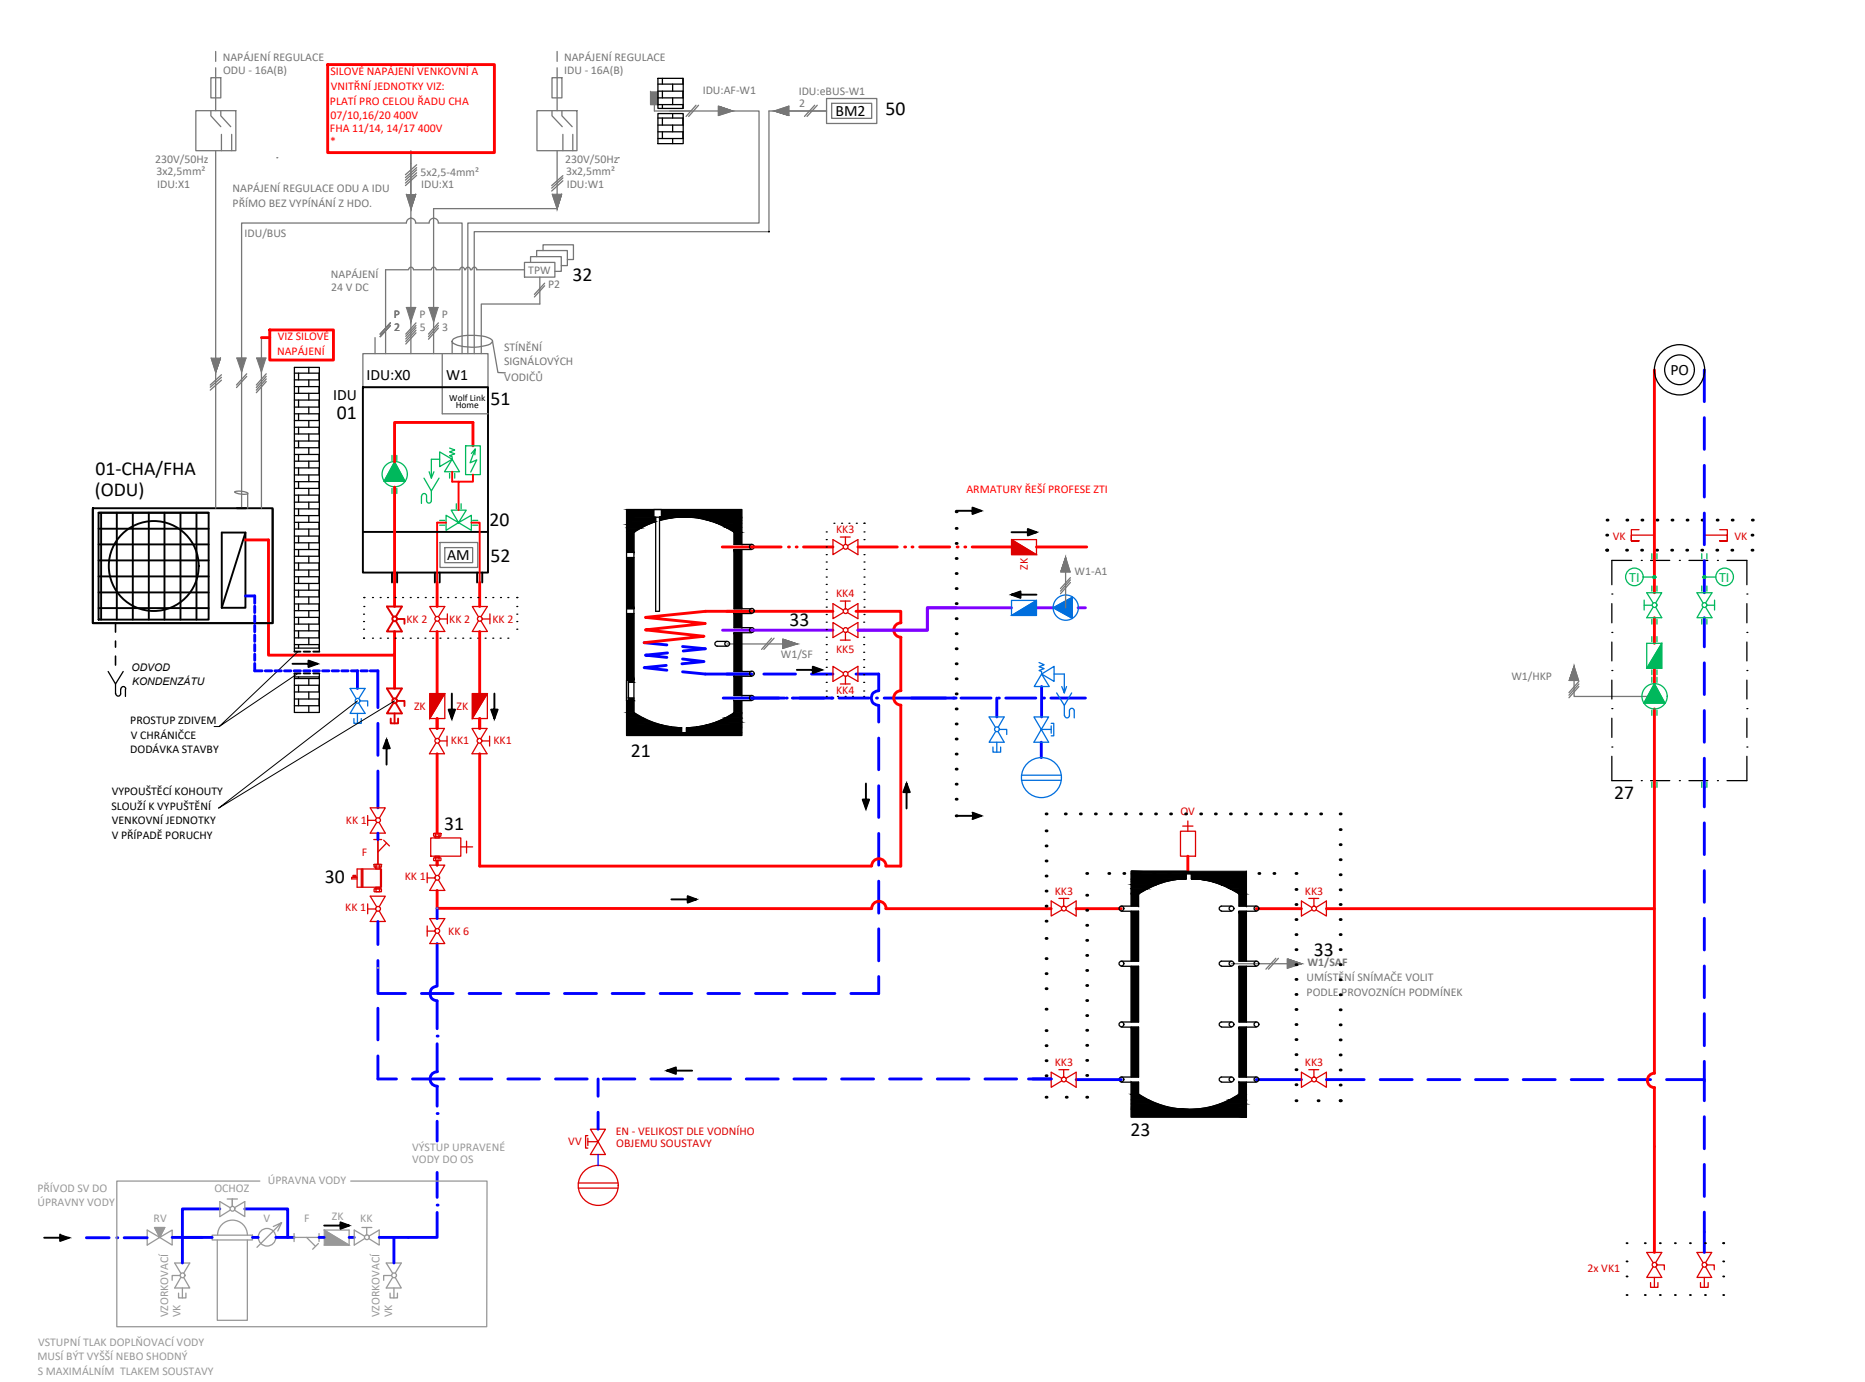 NAPÁJENÍ REGULACE
ODU - 16A(B)
SILOVÉ NAPÁJENÍ VENKOVNÍ A
VNITŘNÍ JEDNOTKY VIZ:
PLATÍ PRO CELOU ŘADU CHA
07/10,16/20 400V
FHA 11/14, 14/17 400V
*
NAPÁJENÍ REGULACE
IDU - 16A(B)
IDU:AF-W1
IDU:eBUS-W1
2
BM2
50
230V/50Hz
3x2,5mm²
IDU:X1
5x2,5-4mm²
IDU:X1
230V/50Hz
3x2,5mm²
IDU:W1
NAPÁJENÍ REGULACE ODU A IDU
PŘÍMO BEZ VYPÍNÁNÍ Z HDO.
IDU/BUS
NAPÁJENÍ
24 V DC
TPW
32
P2
P
2
P
5
P
3
VIZ SILOVÉ
NAPÁJENÍ
STÍNĚNÍ
SIGNÁLOVÝCH
VODIČŮ
IDU:X0
W1
IDU
01
Wolf Link
Home
51
PO
01-CHA/FHA
(ODU)
20
AM
52
ARMATURY ŘEŠÍ PROFESE ZTI
KK3
ZK
W1-A1
VK
VK
TI
TI
KK 2
KK 2
KK 2
KK4
33
KK5
W1/SF
KK4
ODVOD
KONDENZÁTU
W1/HKP
ZK
ZK
PROSTUP ZDIVEM
V CHRÁNIČCE
DODÁVKA STAVBY
KK1
KK1
21
27
VYPOUŠTĚCÍ KOHOUTY
SLOUŽÍ K VYPUŠTĚNÍ
VENKOVNÍ JEDNOTKY
V PŘÍPADĚ PORUCHY
KK 1
31
OV
F
30
KK 1
KK 1
KK3
KK3
KK 6
33
W1/SAF
UMÍSTĚNÍ SNÍMAČE VOLIT
PODLE PROVOZNÍCH PODMÍNEK
KK3
KK3
23
VV
EN - VELIKOST DLE VODNÍHO
OBJEMU SOUSTAVY
VÝSTUP UPRAVENÉ
VODY DO OS
PŘÍVOD SV DO
ÚPRAVNY VODY
ÚPRAVNA VODY
OCHOZ
RV
V
F
ZK
KK
VZORKOVACÍ
VK
VZORKOVACÍ
VK
2x VK1
VSTUPNÍ TLAK DOPLŇOVACÍ VODY
MUSÍ BÝT VYŠŠÍ NEBO SHODNÝ
S MAXIMÁLNÍM TLAKEM SOUSTAVY